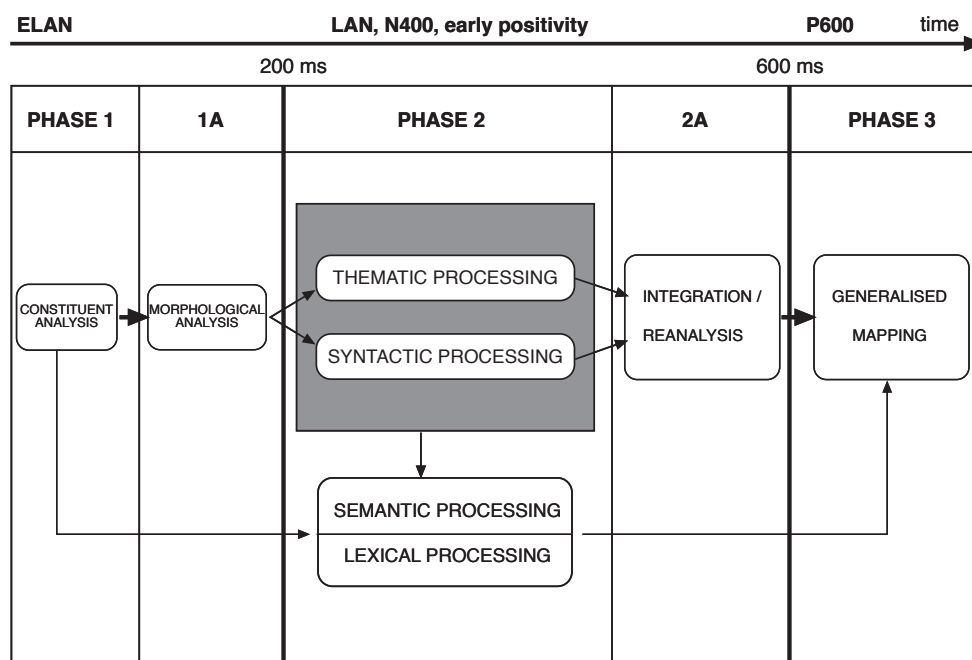 ELAN LAN, N400, early positivity P600 time
200 ms 600 ms
PHASE 1 1A PHASE 2 2A PHASE 3
CONSTITUENT
ANALYSIS
MORPHOLOGICAL
ANALYSIS
THEMATIC PROCESSING
SYNTACTIC PROCESSING
INTEGRATION /
REANALYSIS
GENERALISED
MAPPING
SEMANTIC PROCESSING
LEXICAL PROCESSING